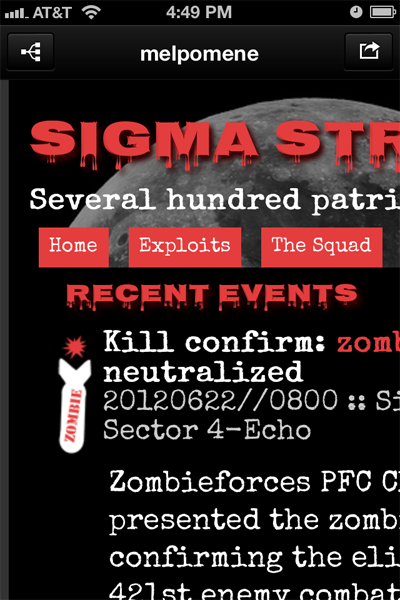 AT&T 4:49 PM
melpomene
SIGMA STR
Several hundred patri
Home Exploits The Squad
RECENT EVENTS
Kill confirm: zomb
neutralized
20120622//0800 :: Si
Sector 4-Echo
ZOMBIE
Zombieforces PFC C
presented the zomb
confirming the eli
421st enemy combat